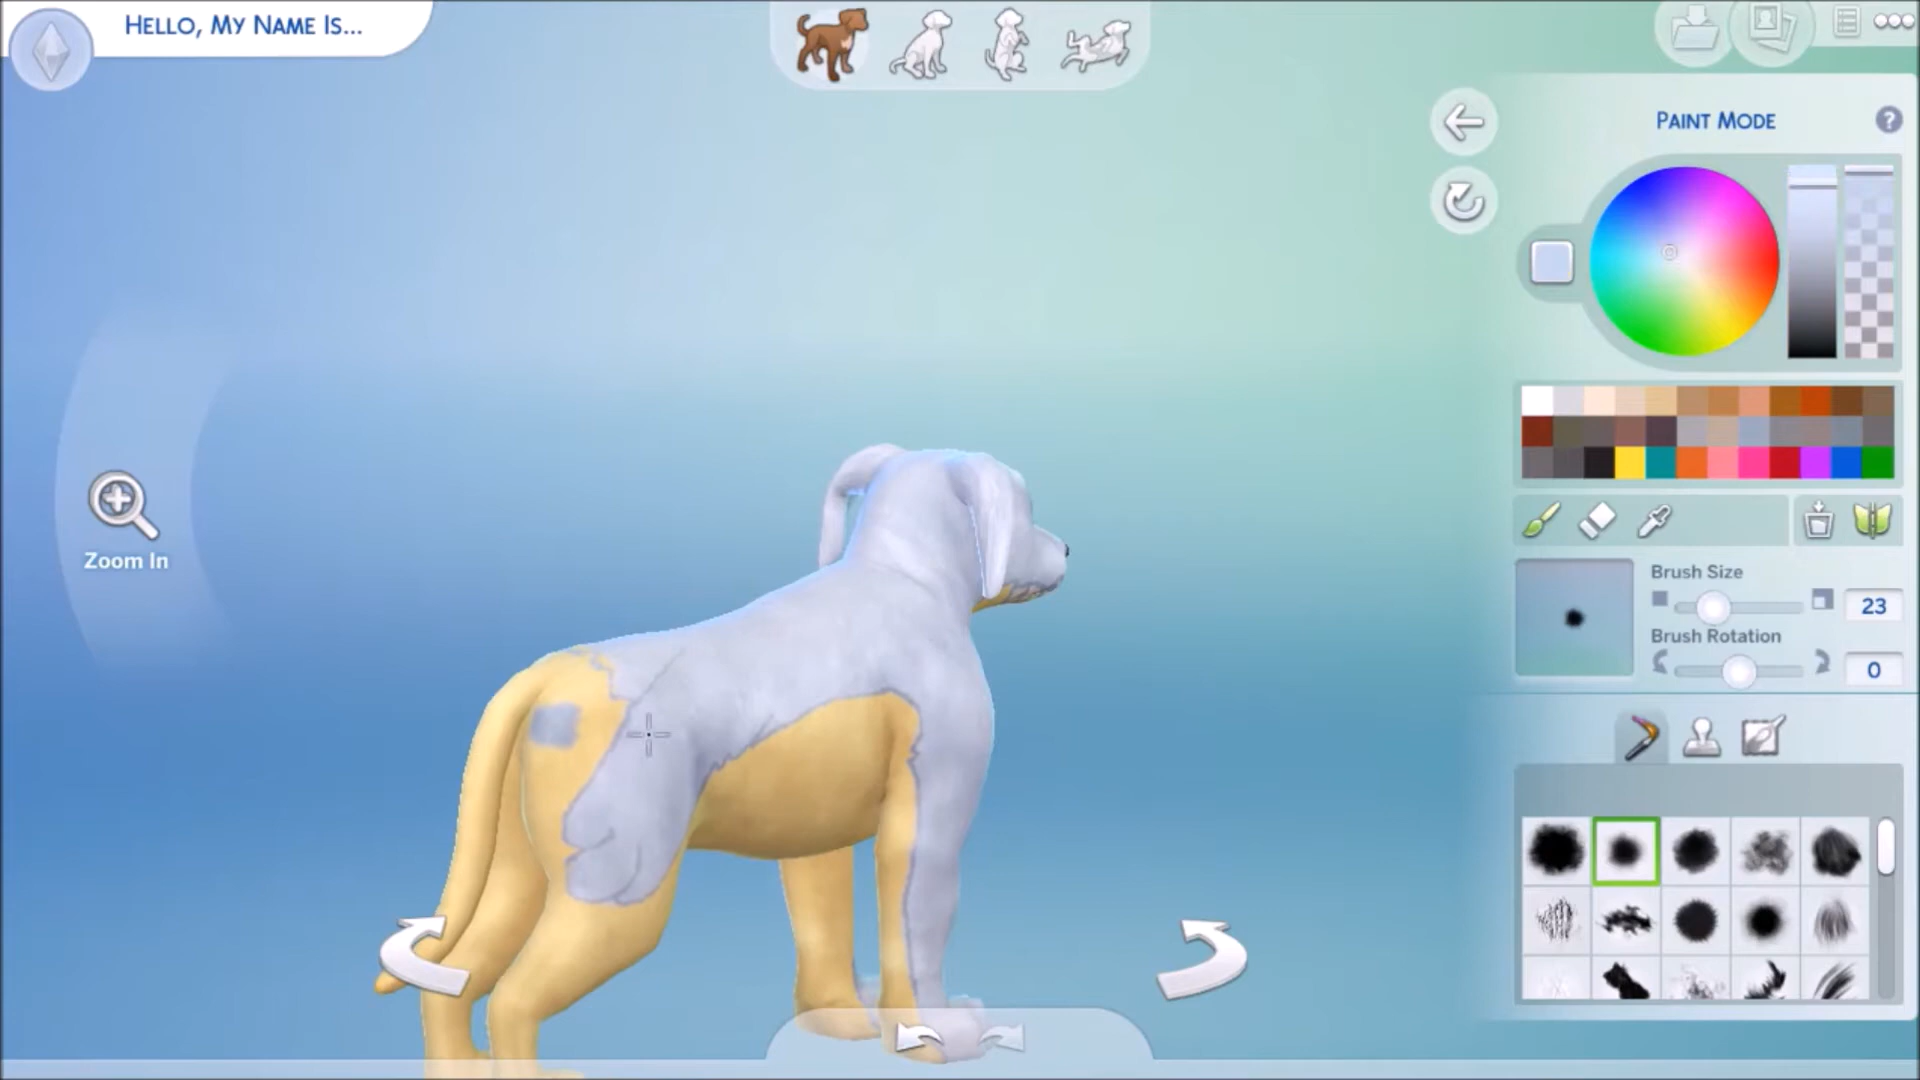 HELLO, MY NAME IS...
PAINT MODE
?
Zoom In
Brush Size
23
Brush Rotation
0